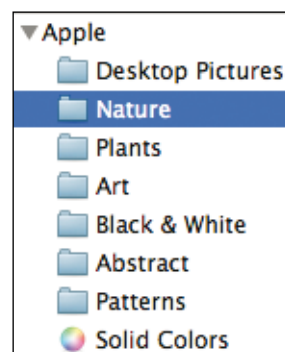 Apple
Desktop Pictures
Nature
Plants
Art
Black & White
Abstract
Patterns
Solid Colors